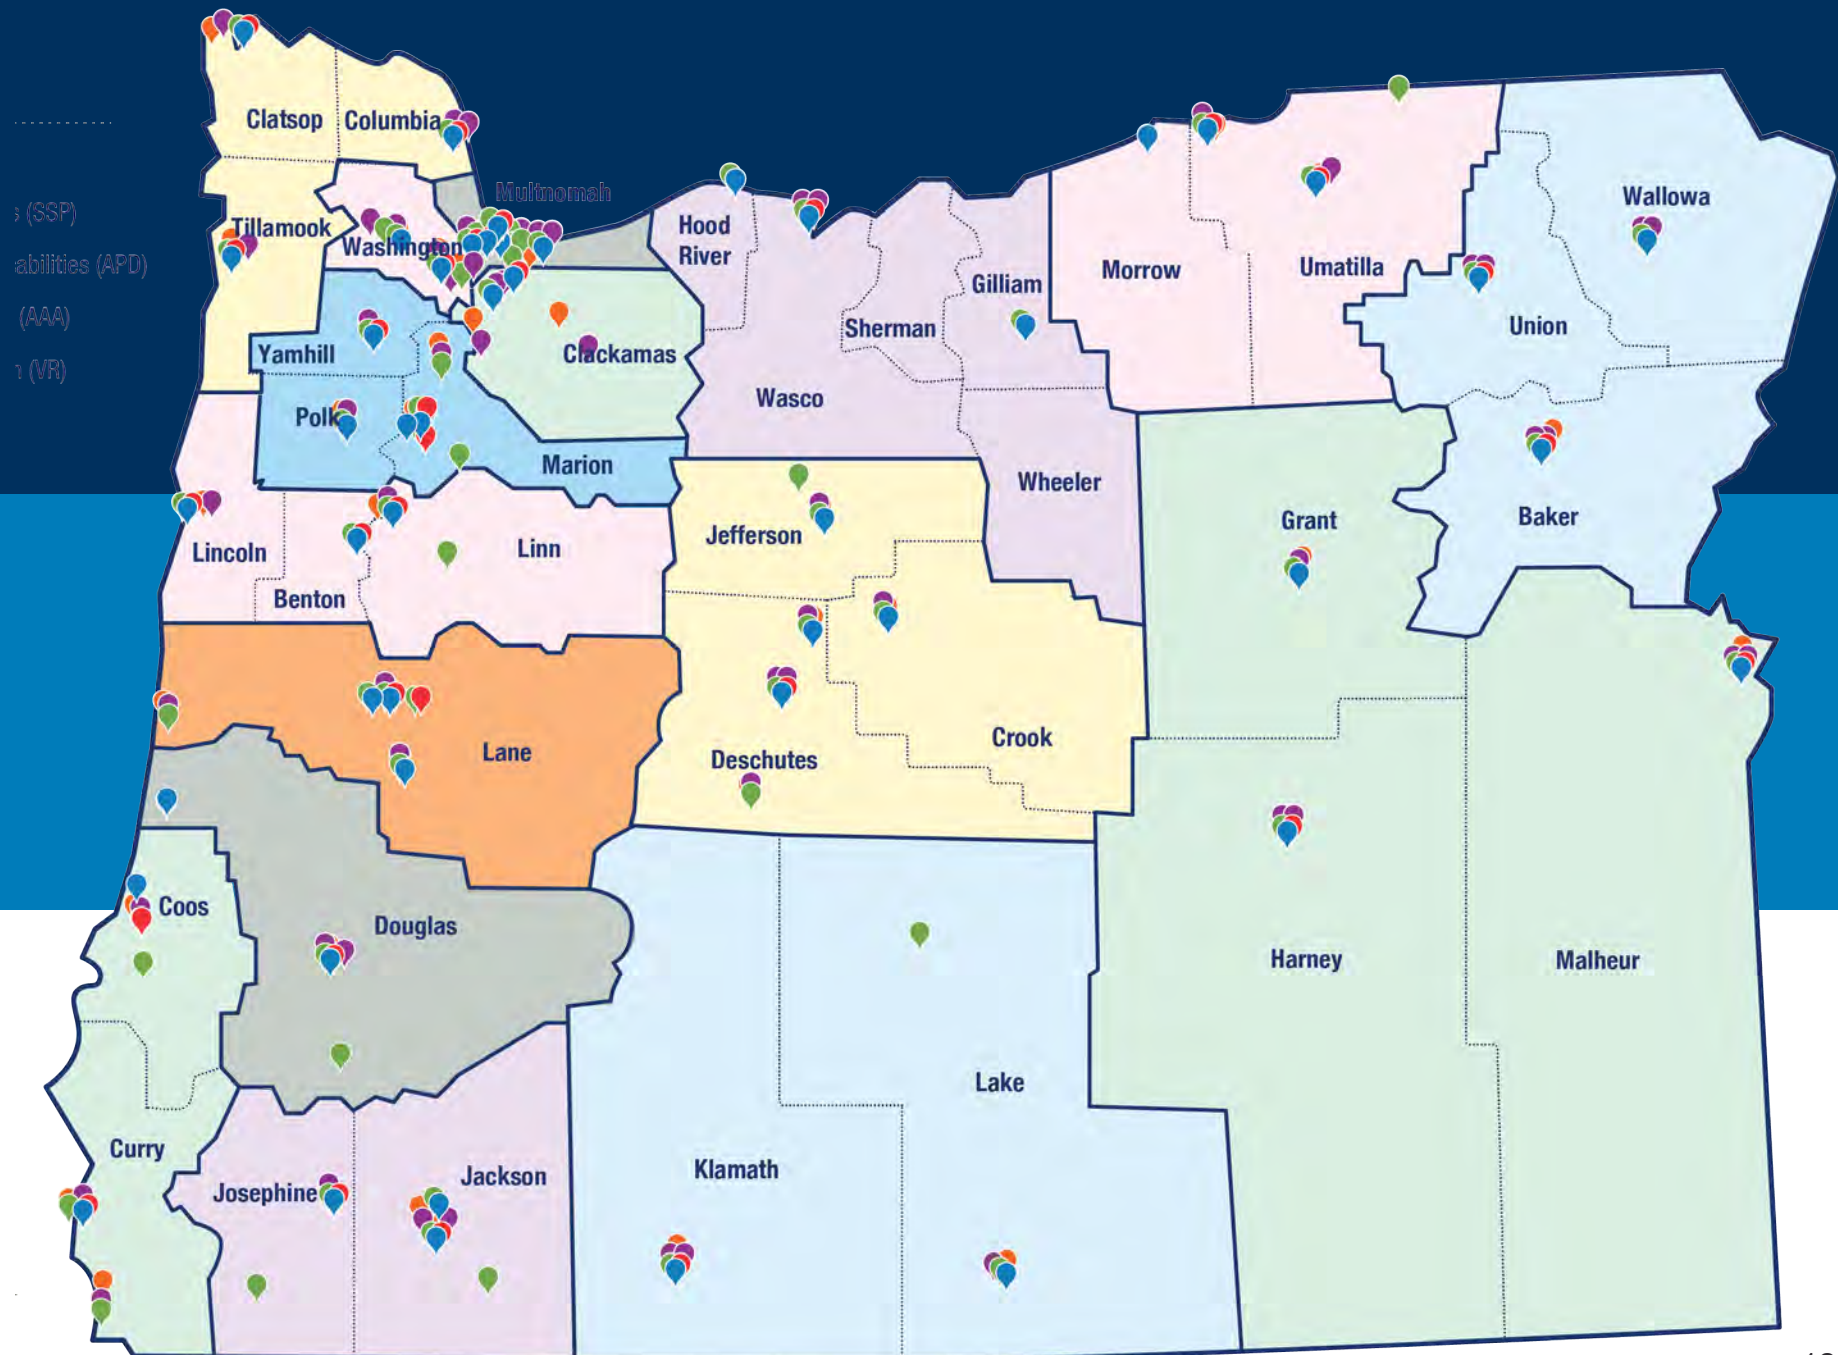 s (SSP)
abilities (APD)
(AAA)
n (VR)
Clatsop
Columbia
Multnomah
Tillamook
Washington
Hood
River
Wallowa
Morrow
Umatilla
Gilliam
Sherman
Union
Yamhill
Clackamas
Wasco
Polk
Marion
Wheeler
Jefferson
Grant
Baker
Lincoln
Linn
Benton
Lane
Deschutes
Crook
Coos
Douglas
Harney
Malheur
Lake
Curry
Josephine
Jackson
Klamath